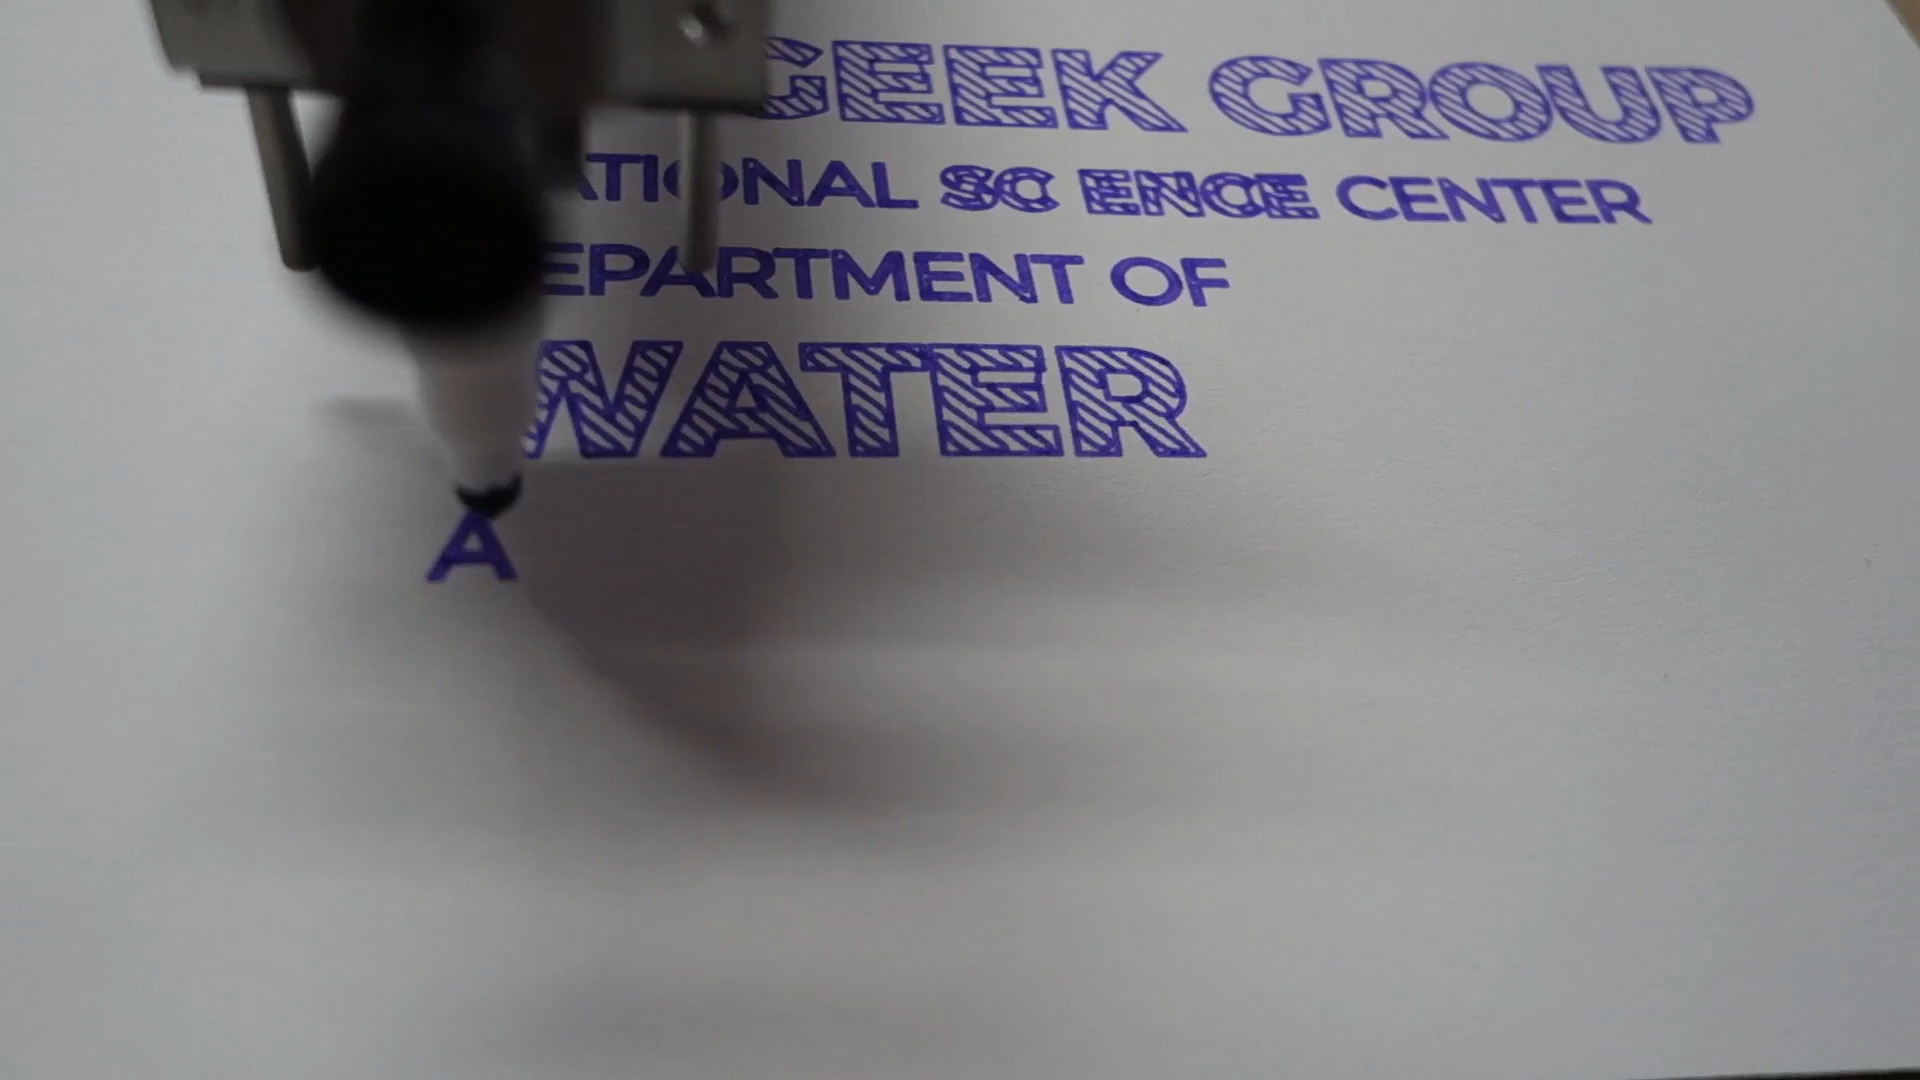 GEEK GROUP
ATIONAL SC ENCE CENTER
EPARTMENT OF
WATER
A